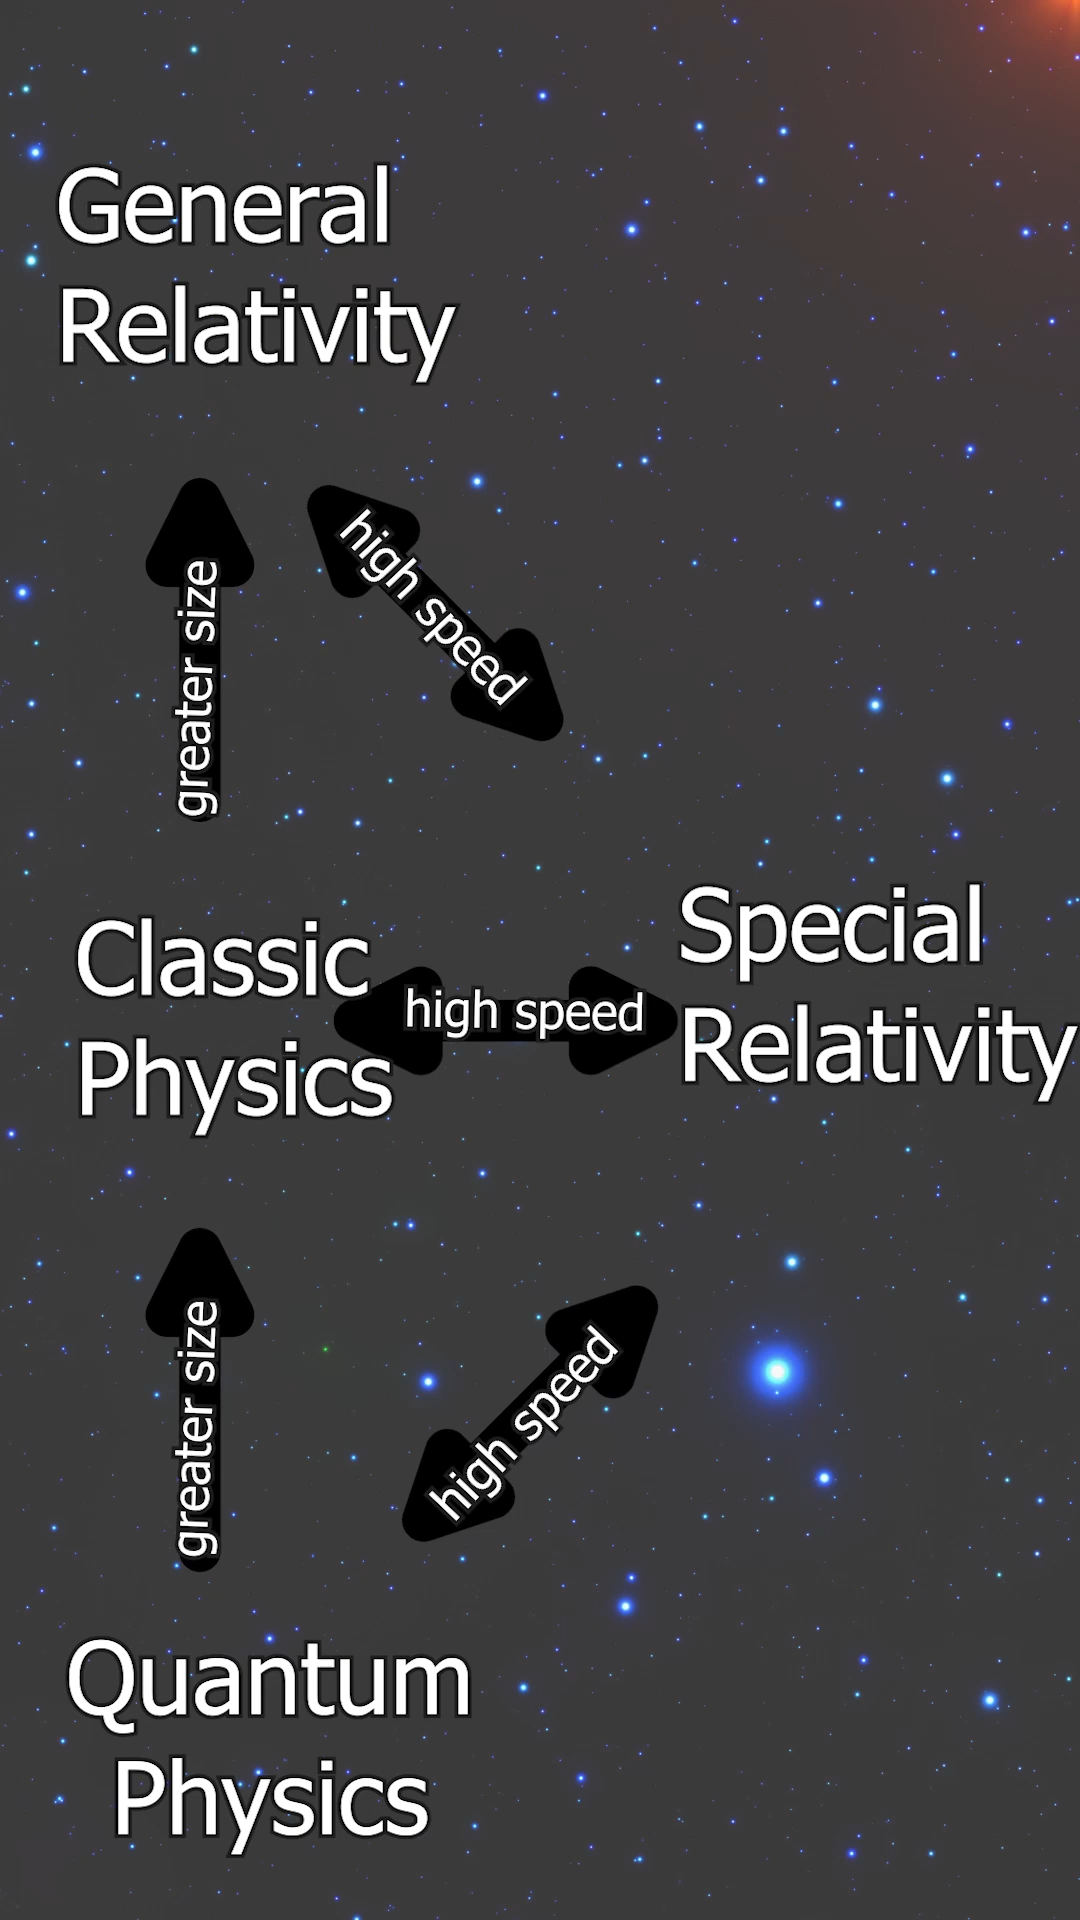 General
Relativity
greater size
high speed
Classic
Physics
high speed
Special
Relativity
greater size
high speed
Quantum
Physics